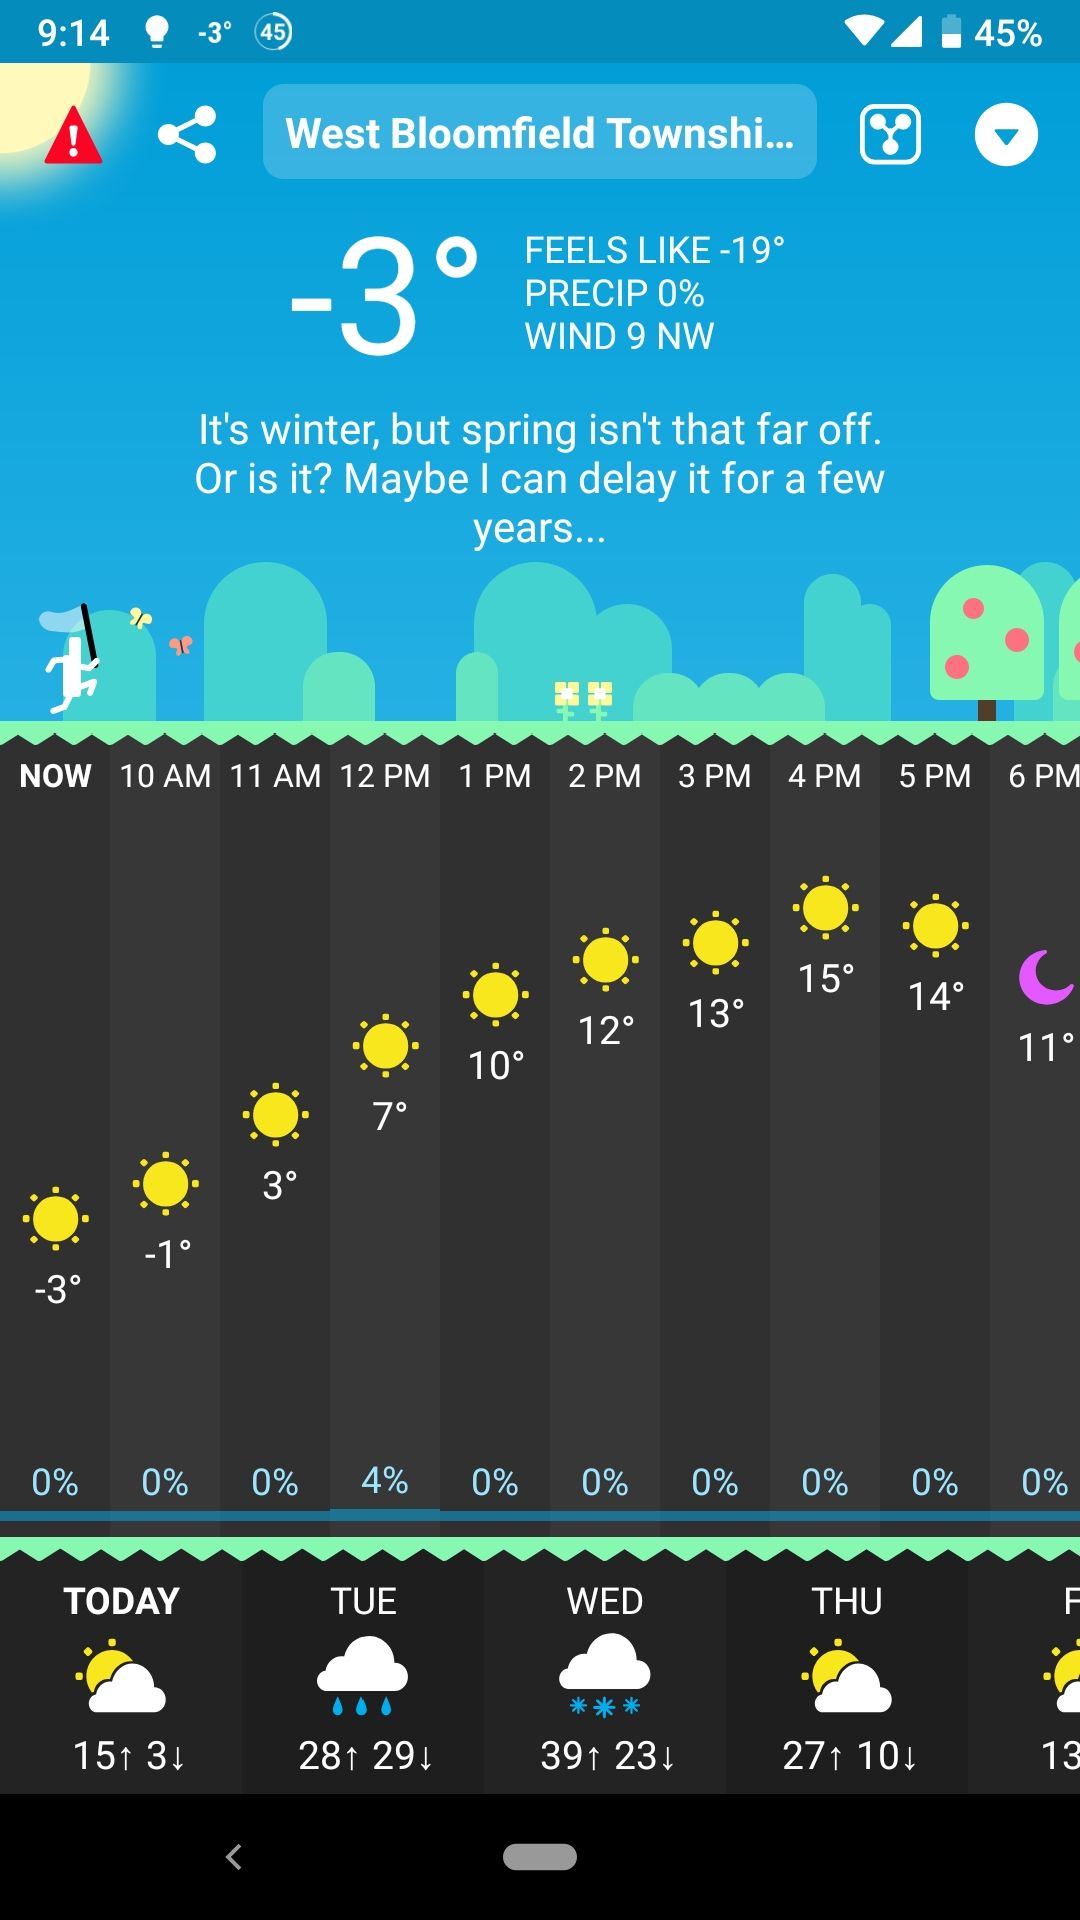 9:14 -3° 45 45%
West Bloomfield Townshi...
-3°
FEELS LIKE -19°
PRECIP 0%
WIND 9 NW
It's winter, but spring isn't that far off.
Or is it? Maybe I can delay it for a few
years...
NOW 10 AM 11 AM 12 PM 1 PM 2 PM 3 PM 4 PM 5 PM 6 PM
-3° -1° 3° 7° 10° 12° 13° 15° 14° 11°
0% 0% 0% 4% 0% 0% 0% 0% 0% 0%
TODAY TUE WED THU F
15↑ 3↓ 28↑ 29↓ 39↑ 23↓ 27↑ 10↓ 13